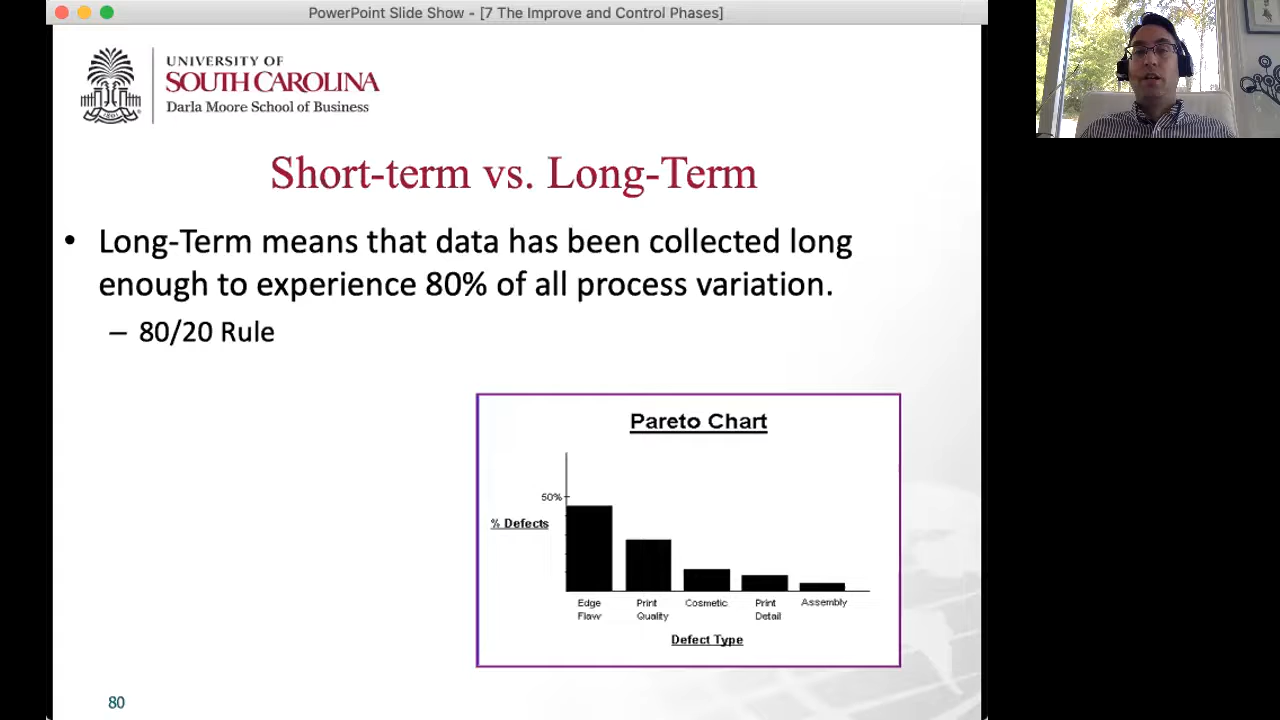 PowerPoint Slide Show - [7 The Improve and Control Phases]
UNIVERSITY OF
SOUTH CAROLINA
Darla Moore School of Business
Short-term vs. Long-Term
• Long-Term means that data has been collected long
enough to experience 80% of all process variation.
– 80/20 Rule
Pareto Chart
50%
% Defects
Edge Flaw
Print Quality
Cosmetic
Print Detail
Assembly
Defect Type
80